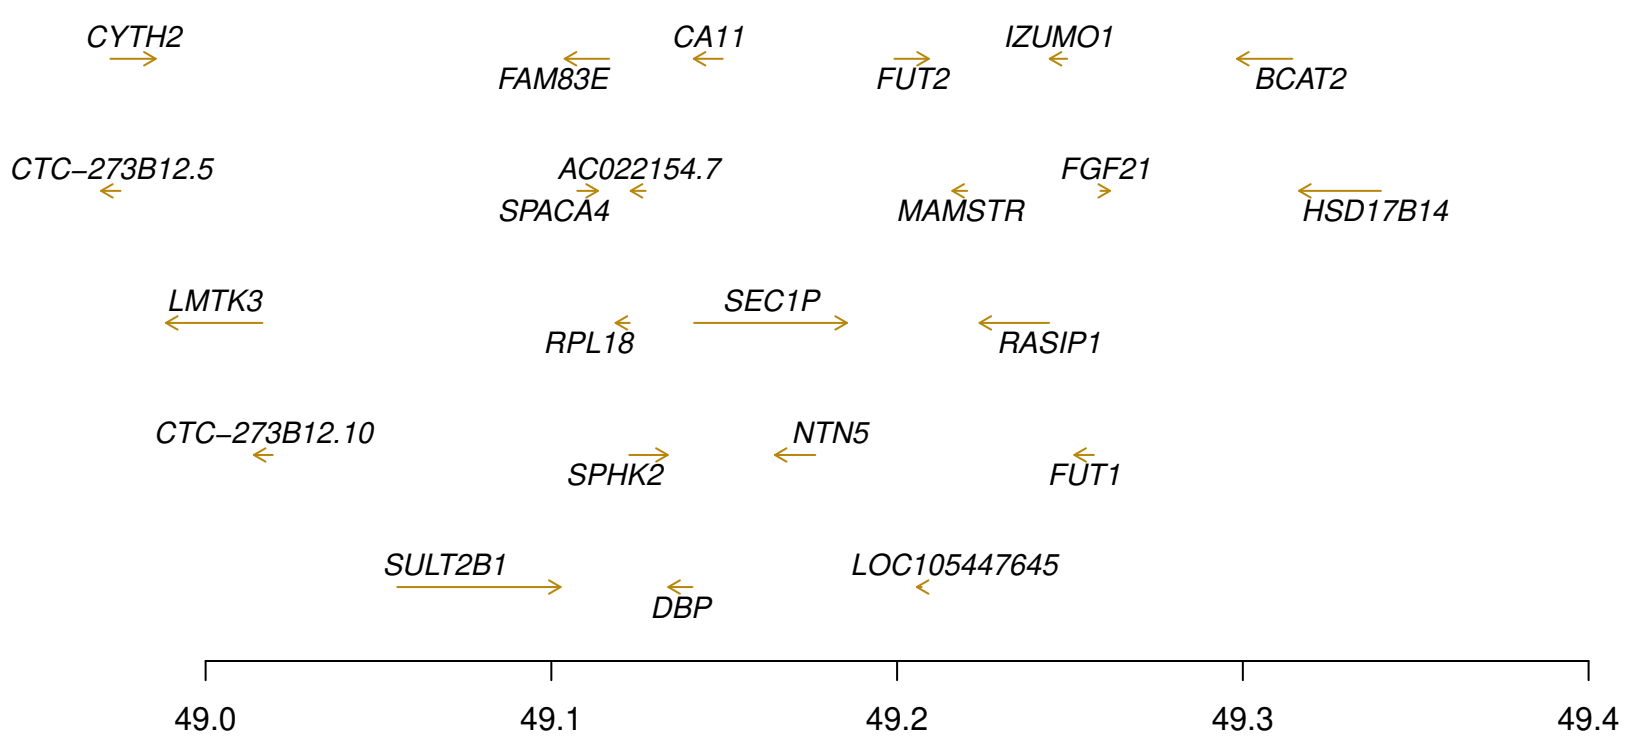 CYTH2 CA11 IZUMO1
FAM83E FUT2 BCAT2
CTC−273B12.5 AC022154.7 FGF21
SPACA4 MAMSTR HSD17B14
LMTK3 SEC1P
RPL18 RASIP1
CTC−273B12.10 NTN5
SPHK2 FUT1
SULT2B1 LOC105447645
DBP
49.0 49.1 49.2 49.3 49.4